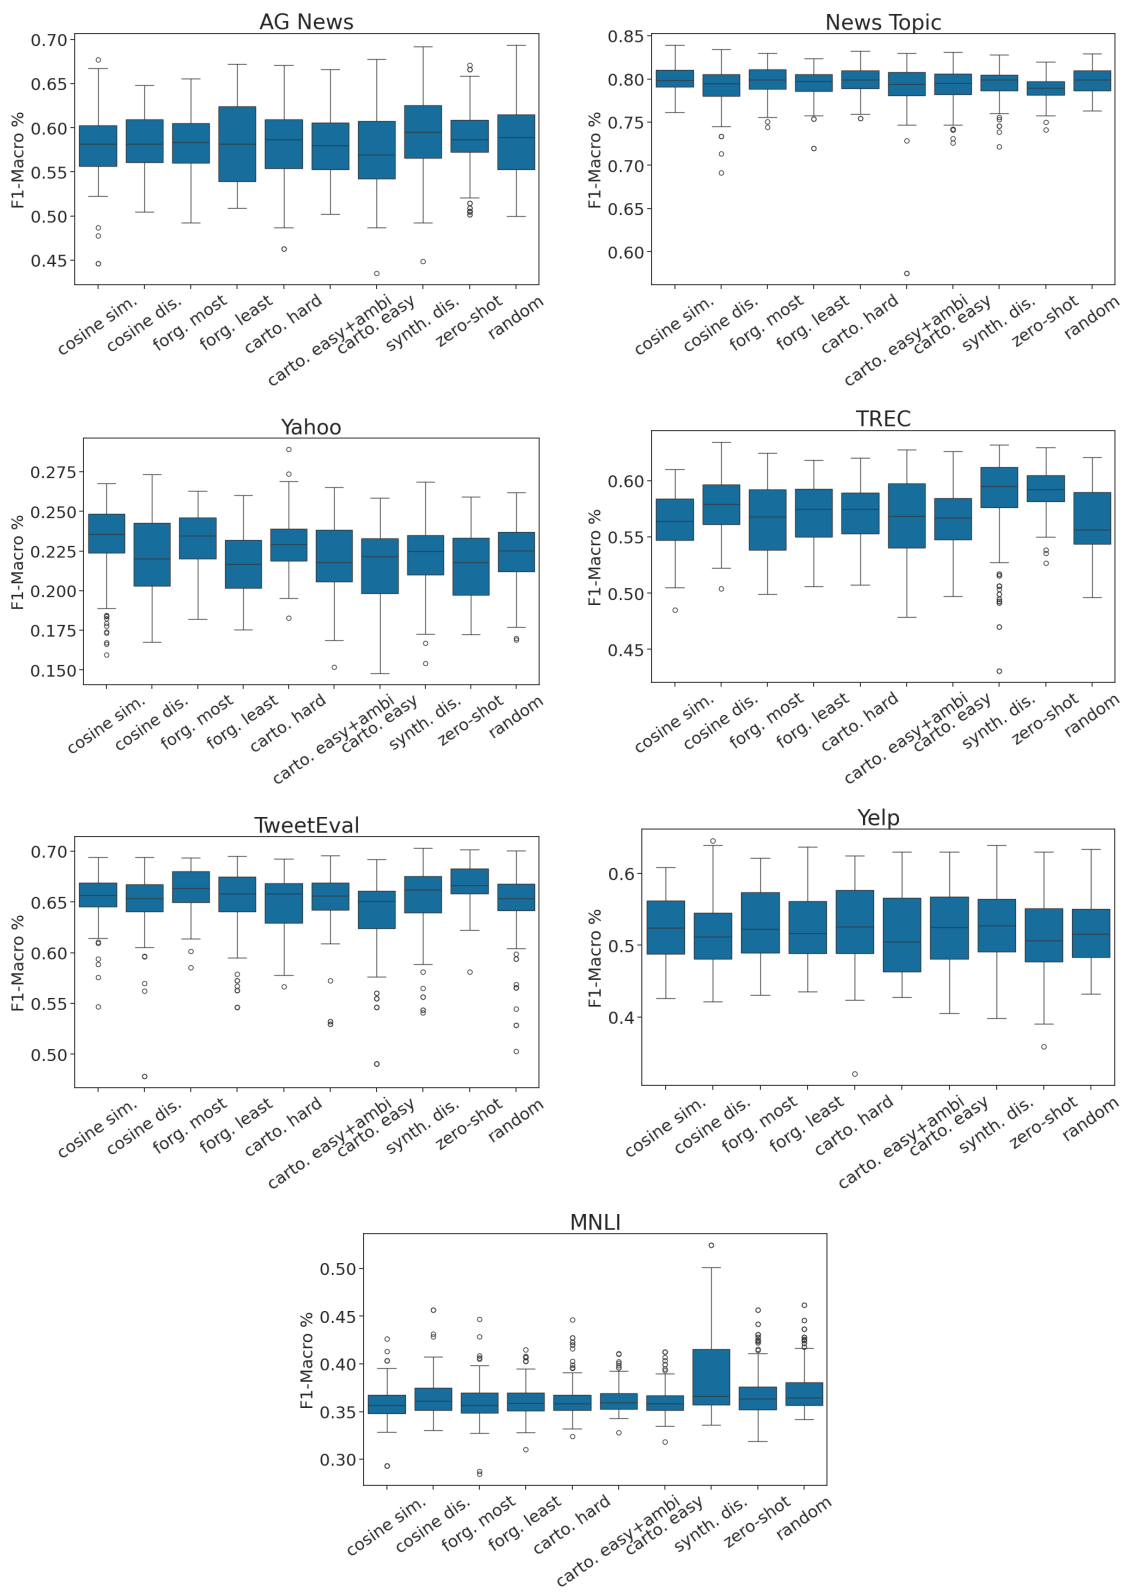 AG News
F1-Macro %
0.70
0.65
0.60
0.55
0.50
0.45
cosine sim.
cosine dis.
forg. most
forg. least
carto. hard
carto. easy+ambi
carto. easy
synth. dis.
zero-shot
random
News Topic
F1-Macro %
0.85
0.80
0.75
0.70
0.65
0.60
cosine sim.
cosine dis.
forg. most
forg. least
carto. hard
carto. easy+ambi
carto. easy
synth. dis.
zero-shot
random
Yahoo
F1-Macro %
0.275
0.250
0.225
0.200
0.175
0.150
cosine sim.
cosine dis.
forg. most
forg. least
carto. hard
carto. easy+ambi
carto. easy
synth. dis.
zero-shot
random
TREC
F1-Macro %
0.60
0.55
0.50
0.45
cosine sim.
cosine dis.
forg. most
forg. least
carto. hard
carto. easy+ambi
carto. easy
synth. dis.
zero-shot
random
TweetEval
F1-Macro %
0.70
0.65
0.60
0.55
0.50
cosine sim.
cosine dis.
forg. most
forg. least
carto. hard
carto. easy+ambi
carto. easy
synth. dis.
zero-shot
random
Yelp
F1-Macro %
0.6
0.5
0.4
cosine sim.
cosine dis.
forg. most
forg. least
carto. hard
carto. easy+ambi
carto. easy
synth. dis.
zero-shot
random
MNLI
F1-Macro %
0.50
0.45
0.40
0.35
0.30
cosine sim.
cosine dis.
forg. most
forg. least
carto. hard
carto. easy+ambi
carto. easy
synth. dis.
zero-shot
random